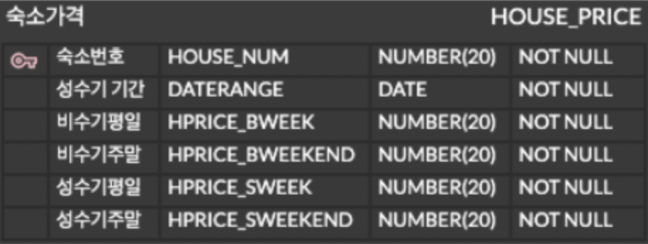 숙소가격 HOUSE_PRICE
숙소번호 HOUSE_NUM NUMBER(20) NOT NULL
성수기 기간 DATERANGE DATE NOT NULL
비수기평일 HPRICE_BWEEK NUMBER(20) NOT NULL
비수기주말 HPRICE_BWEEKEND NUMBER(20) NOT NULL
성수기평일 HPRICE_SWEEK NUMBER(20) NOT NULL
성수기주말 HPRICE_SWEEKEND NUMBER(20) NOT NULL